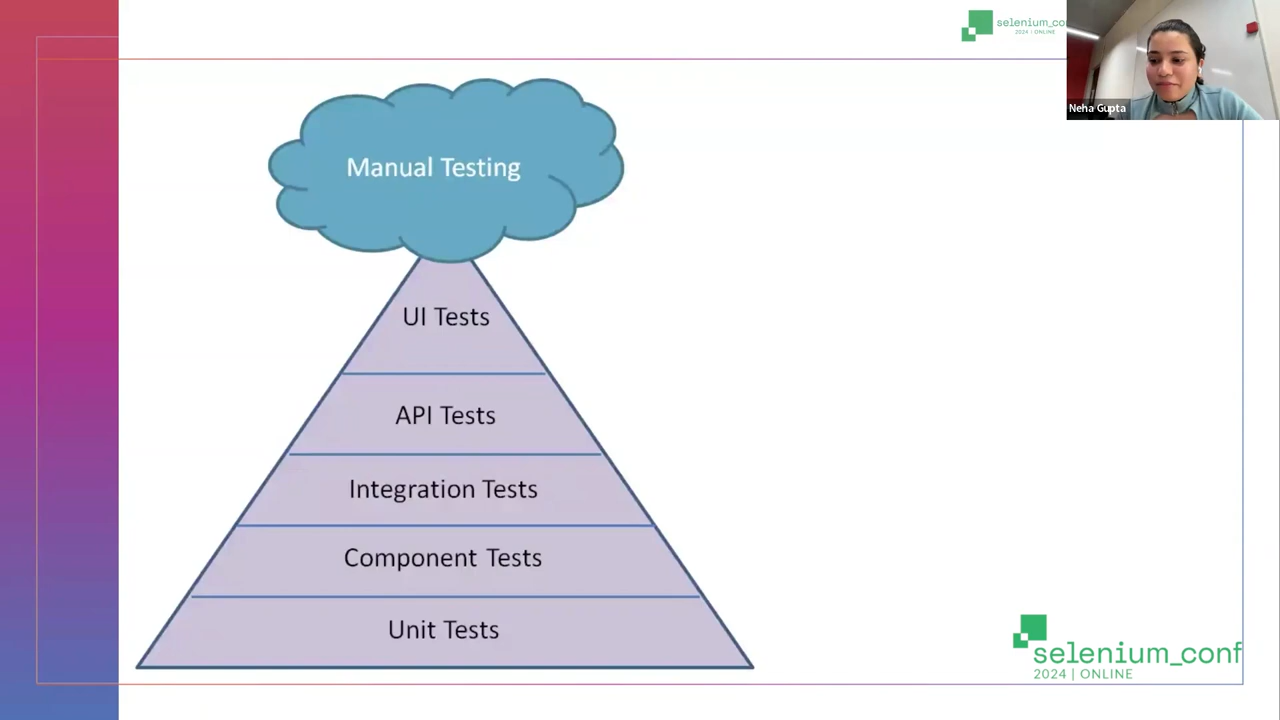 selenium_co
2024 | ONLINE
Neha Gupta
Manual Testing
UI Tests
API Tests
Integration Tests
Component Tests
Unit Tests
selenium_conf
2024 | ONLINE